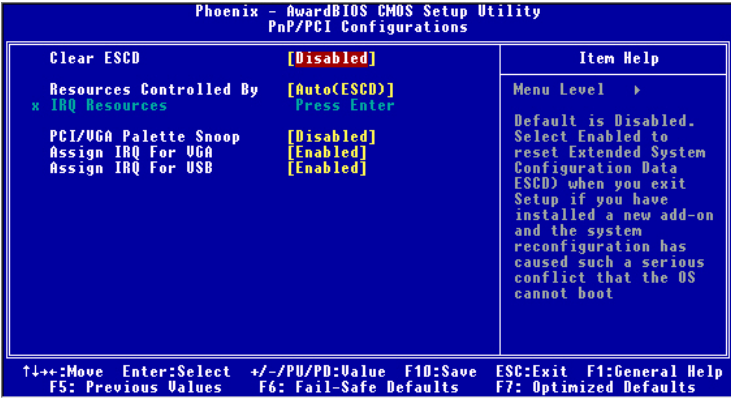 Phoenix - AwardBIOS CMOS Setup Utility
PnP/PCI Configurations
Clear ESCD [Disabled]
Resources Controlled By [Auto(ESCD)]
x IRQ Resources Press Enter
PCI/VGA Palette Snoop [Disabled]
Assign IRQ For VGA [Enabled]
Assign IRQ For USB [Enabled]
Item Help
Menu Level ▸
Default is Disabled.
Select Enabled to
reset Extended System
Configuration Data
ESCD) when you exit
Setup if you have
installed a new add-on
and the system
reconfiguration has
caused such a serious
conflict that the OS
cannot boot
↑↓→←:Move Enter:Select +/-/PU/PD:Value F10:Save ESC:Exit F1:General Help
F5: Previous Values F6: Fail-Safe Defaults F7: Optimized Defaults